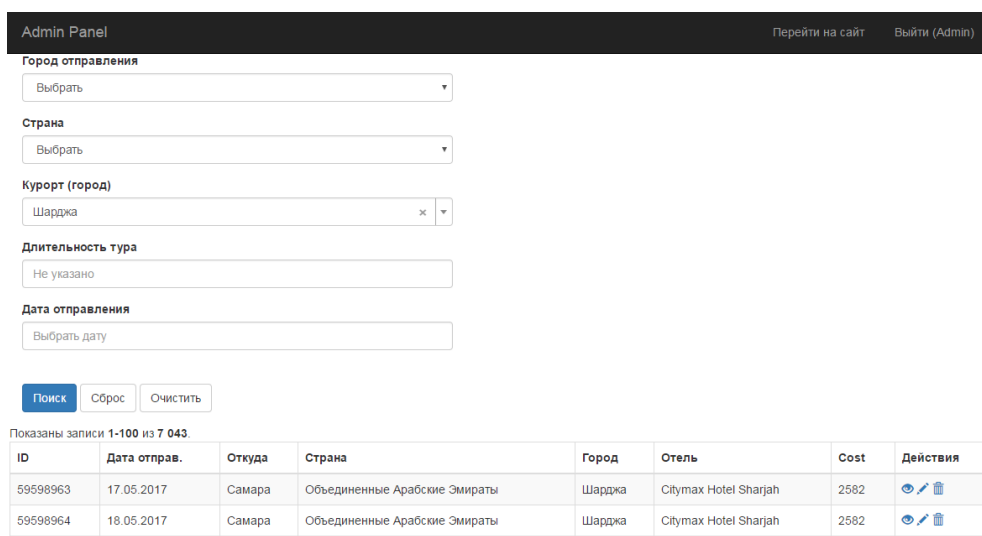 Admin Panel Перейти на сайт Выйти (Admin)
Город отправления
Выбрать
Страна
Выбрать
Курорт (город)
Шарджа
Длительность тура
Не указано
Дата отправления
Выбрать дату
Поиск Сброс Очистить
Показаны записи 1-100 из 7 043.
ID Дата отправ. Откуда Страна Город Отель Cost Действия
59598963 17.05.2017 Самара Объединенные Арабские Эмираты Шарджа Citymax Hotel Sharjah 2582
59598964 18.05.2017 Самара Объединенные Арабские Эмираты Шарджа Citymax Hotel Sharjah 2582